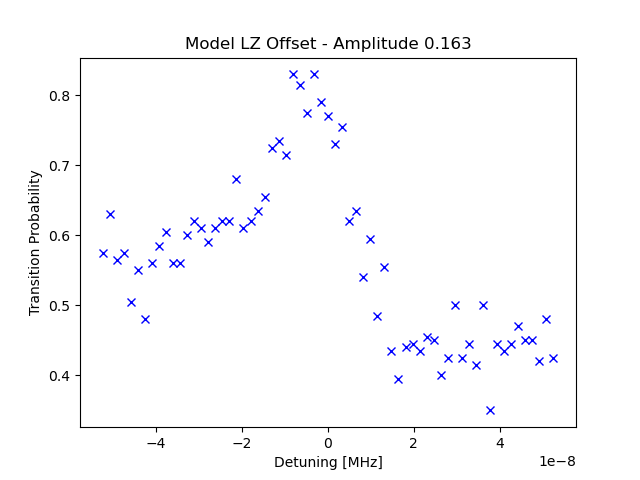 Model LZ Offset - Amplitude 0.163
Transition Probability
0.8
0.7
0.6
0.5
0.4
−4
−2
0
2
4
1e−8
Detuning [MHz]